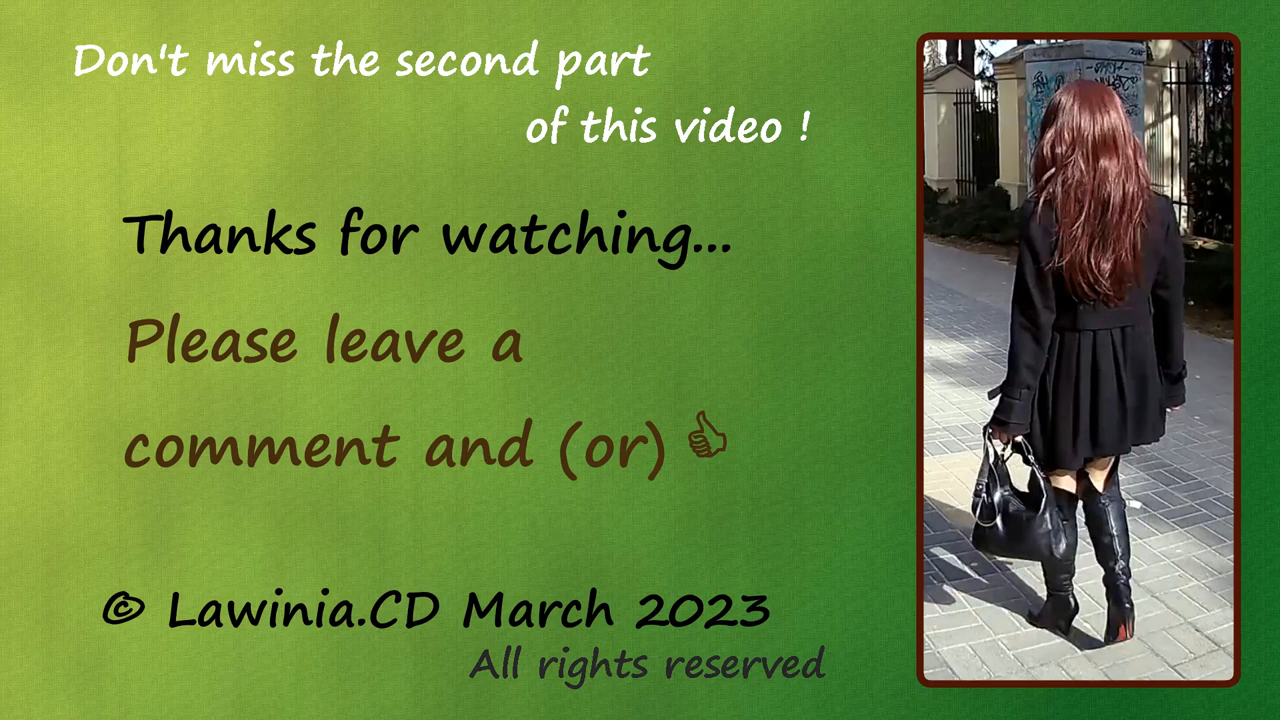 Don't miss the second part
of this video !
Thanks for watching...
Please leave a
comment and (or) 👍
© Lawinia.CD March 2023
All rights reserved